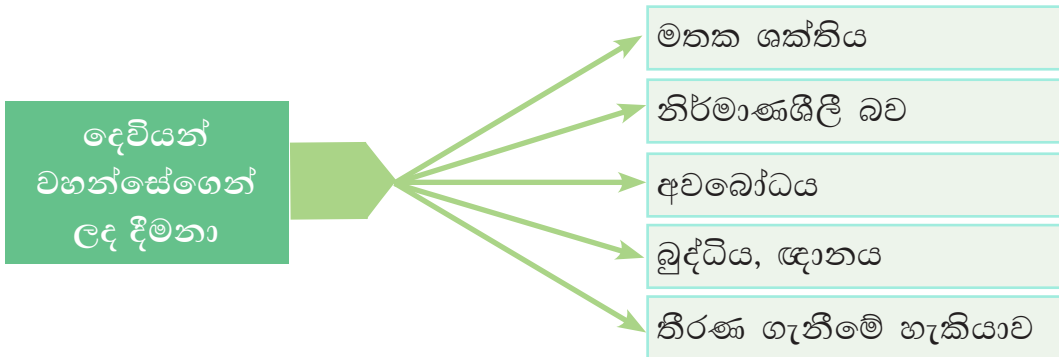 දෙවියන්
වහන්සේගෙන්
ලද දීමනා
මතක ශක්තිය
නිර්මාණශීලී බව
අවබෝධය
බුද්ධිය, ඥානය
තීරණ ගැනීමේ හැකියාව